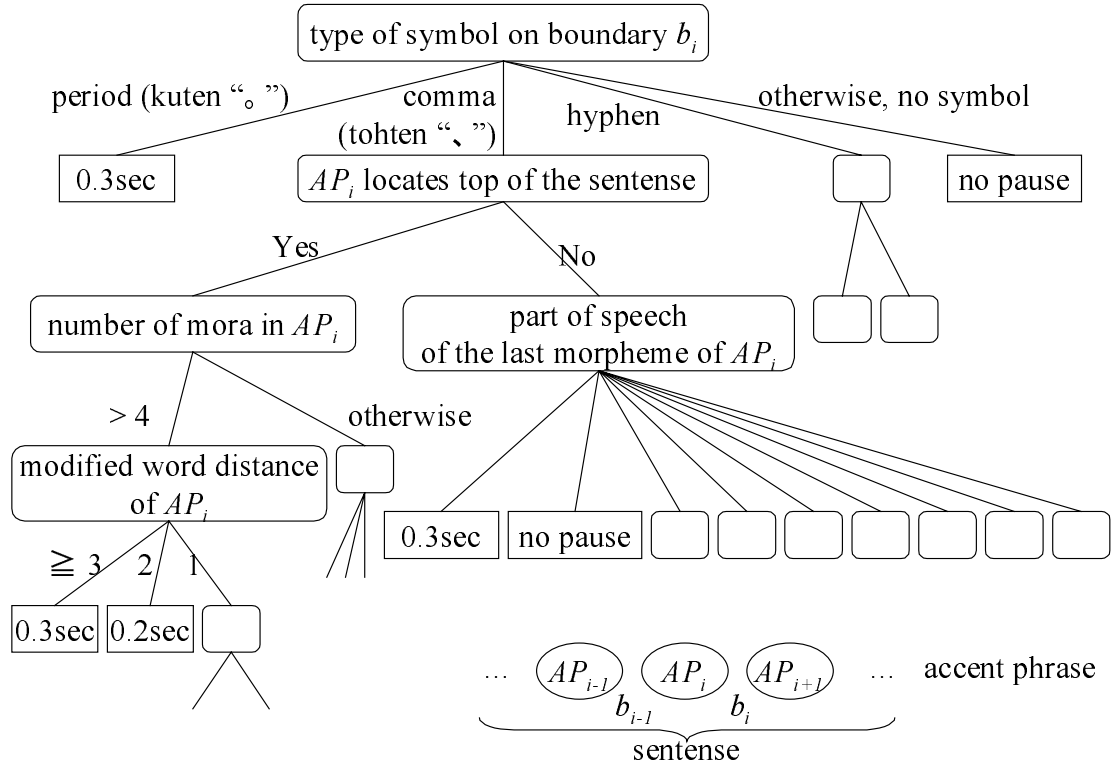 type of symbol on boundary b_i
period (kuten “。”)
comma
(tohten “、”)
hyphen
otherwise, no symbol
0.3sec
AP_i locates top of the sentense
no pause
Yes
No
number of mora in AP_i
part of speech
of the last morpheme of AP_i
> 4
otherwise
modified word distance
of AP_i
0.3sec
no pause
≧ 3
2
1
0.3sec
0.2sec
...
AP_{i-1}
AP_i
AP_{i+1}
...
accent phrase
b_{i-1}
b_i
sentense